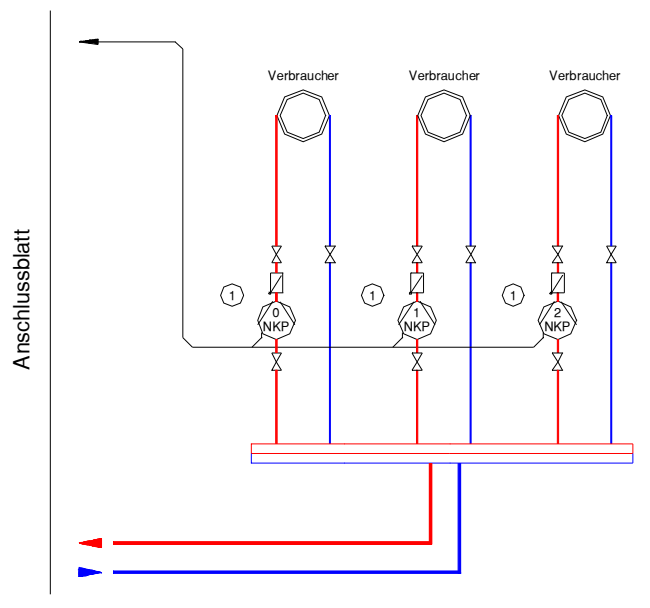 Verbraucher Verbraucher Verbraucher
Anschlussblatt
1 1 1
0 1 2
NKP NKP NKP